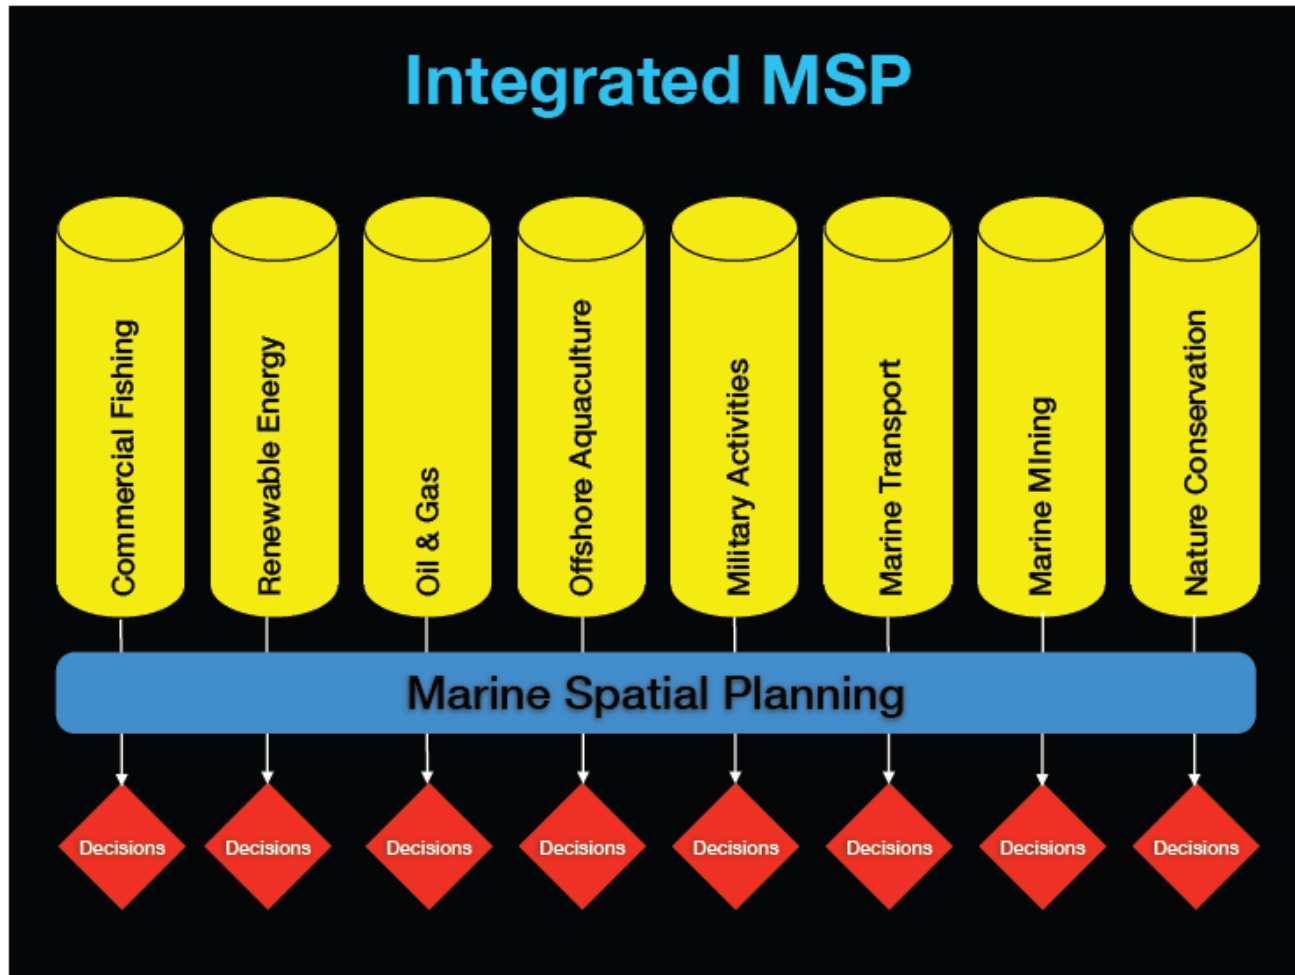 Integrated MSP
Commercial Fishing
Renewable Energy
Oil & Gas
Offshore Aquaculture
Military Activities
Marine Transport
Marine MIning
Nature Conservation
Marine Spatial Planning
Decisions
Decisions
Decisions
Decisions
Decisions
Decisions
Decisions
Decisions